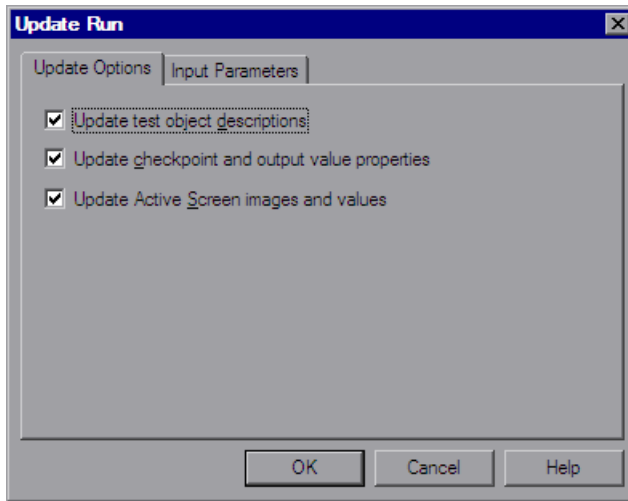 Update Run
Update Options
Input Parameters
Update test object descriptions
Update checkpoint and output value properties
Update Active Screen images and values
OK
Cancel
Help